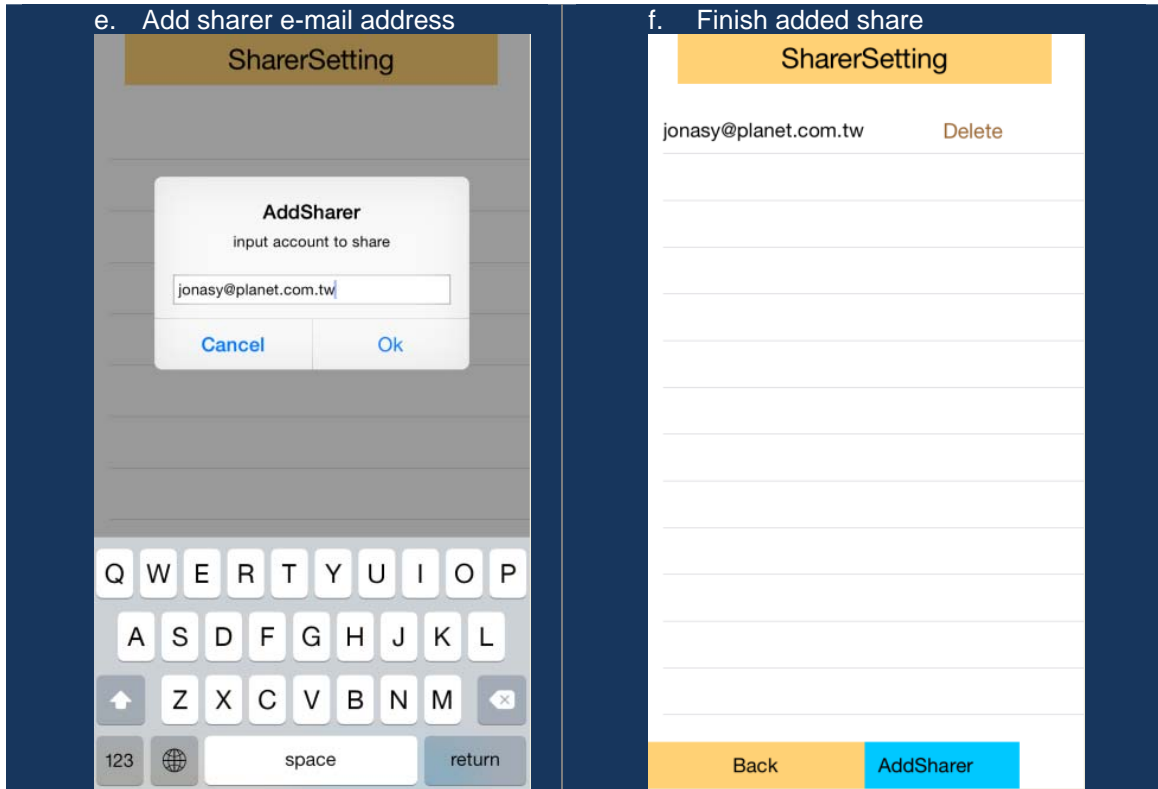 e. Add sharer e-mail address
SharerSetting
AddSharer
input account to share
jonasy@planet.com.tw
Cancel Ok
Q W E R T Y U I O P
A S D F G H J K L
Z X C V B N M
123 space return
f. Finish added share
SharerSetting
jonasy@planet.com.tw Delete
Back AddSharer